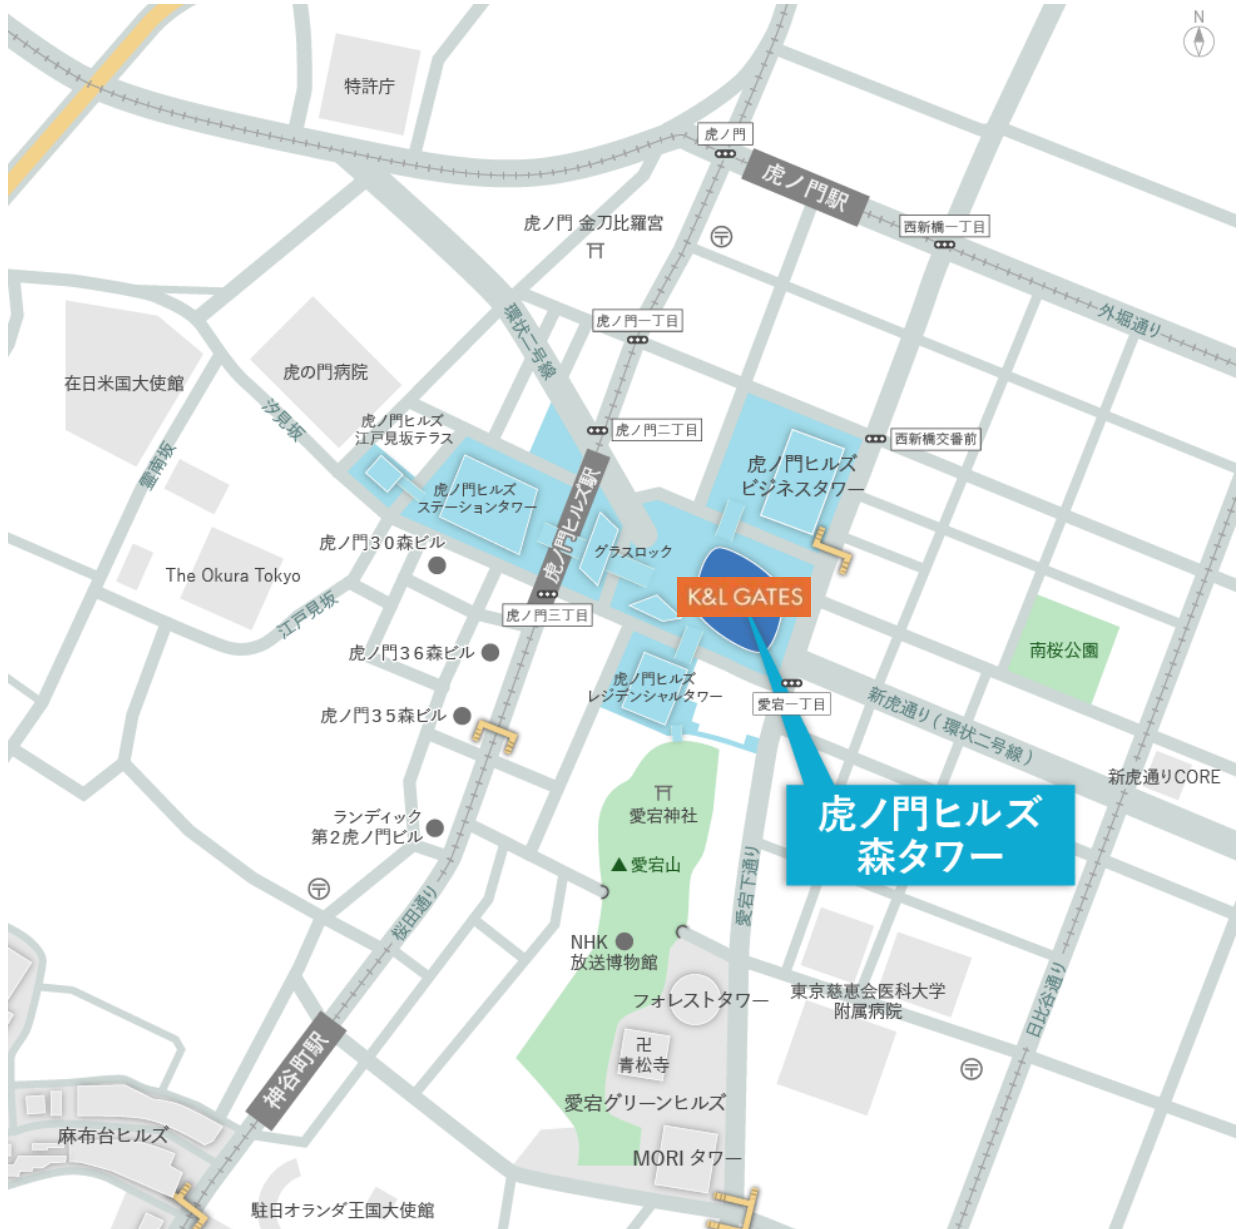 N
特許庁
虎ノ門
虎ノ門駅
虎ノ門 金刀比羅宮
西新橋一丁目
外堀通り
環状二号線
虎ノ門一丁目
虎の門病院
在日米国大使館
汐見坂
霊南坂
虎ノ門ヒルズ
江戸見坂テラス
虎ノ門二丁目
西新橋交番前
虎ノ門ヒルズ
ビジネスタワー
虎ノ門ヒルズ
ステーションタワー
虎ノ門ヒルズ駅
グラスロック
虎ノ門30森ビル
The Okura Tokyo
江戸見坂
虎ノ門三丁目
K&L GATES
虎ノ門36森ビル
虎ノ門ヒルズ
レジデンシャルタワー
南桜公園
愛宕一丁目
虎ノ門35森ビル
新虎通り(環状二号線)
新虎通りCORE
虎ノ門ヒルズ
森タワー
ランディック
第2虎ノ門ビル
愛宕神社
愛宕山
愛宕下通り
桜田通り
NHK
放送博物館
フォレストタワー
東京慈恵会医科大学
附属病院
日比谷通り
青松寺
神谷町駅
愛宕グリーンヒルズ
麻布台ヒルズ
MORI タワー
駐日オランダ王国大使館